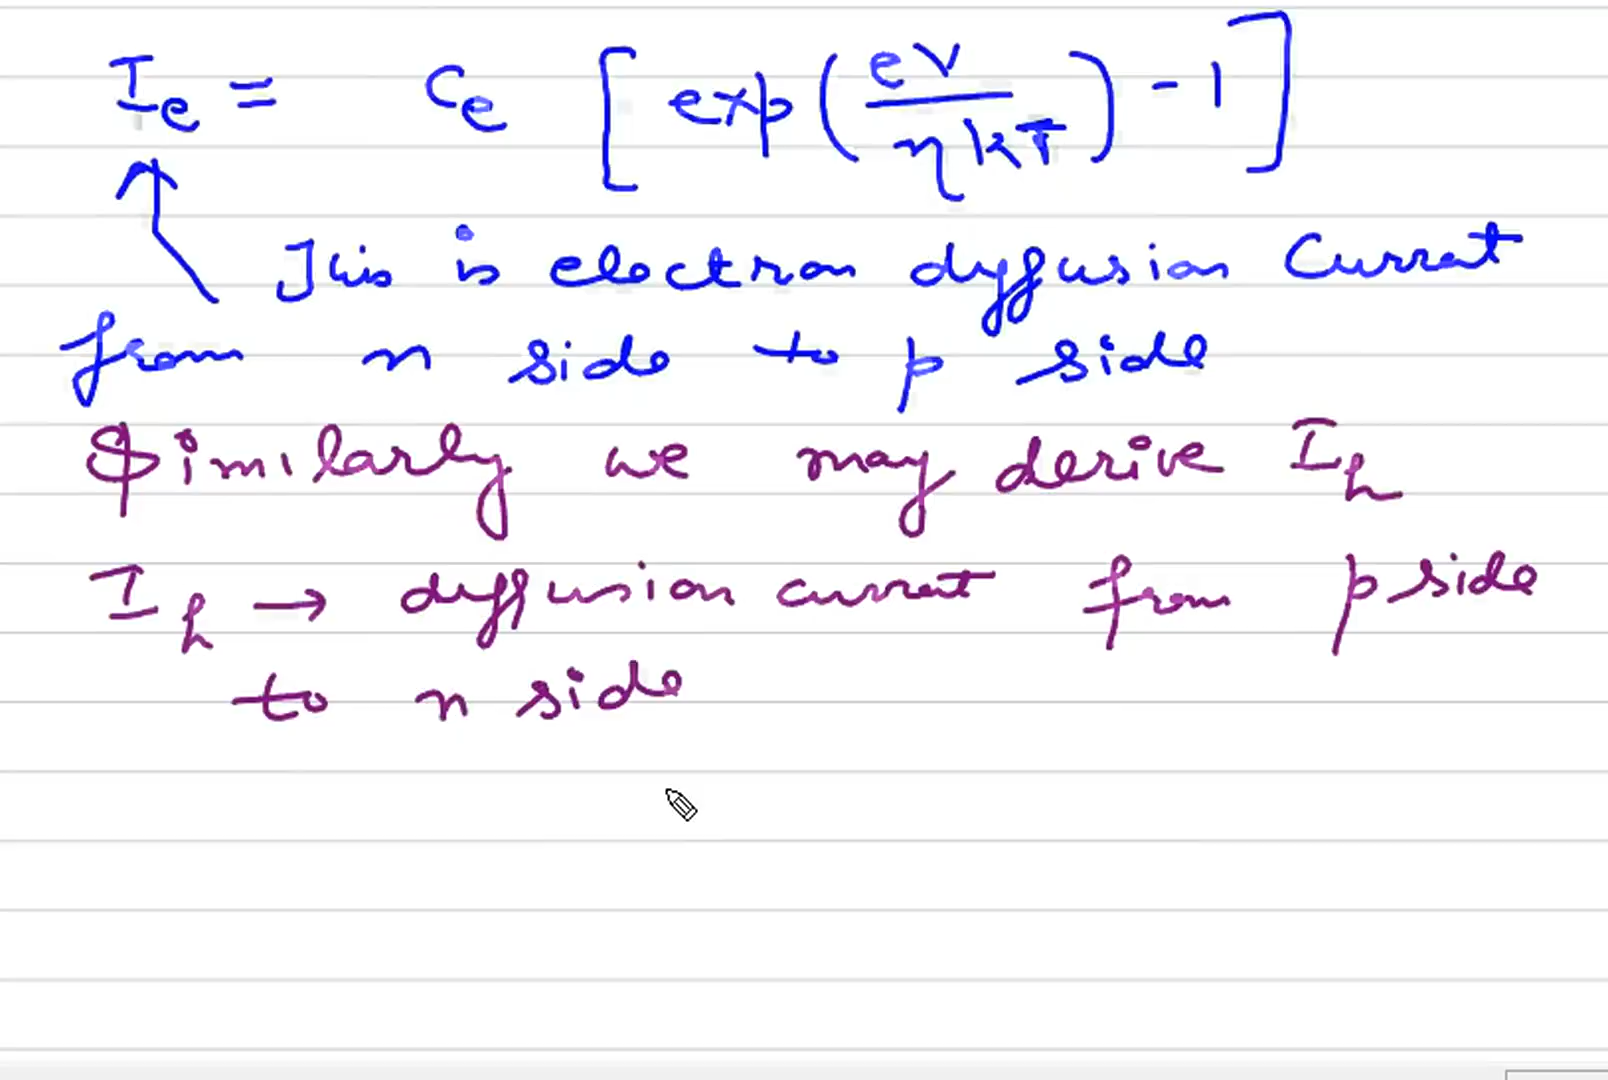 Ie = Ce [ exp ( eV / ηkT ) - 1 ]
This is electron diffusion Current
from n side to p side
Similarly we may derive Ih
Ih → diffusion current from p side
to n side